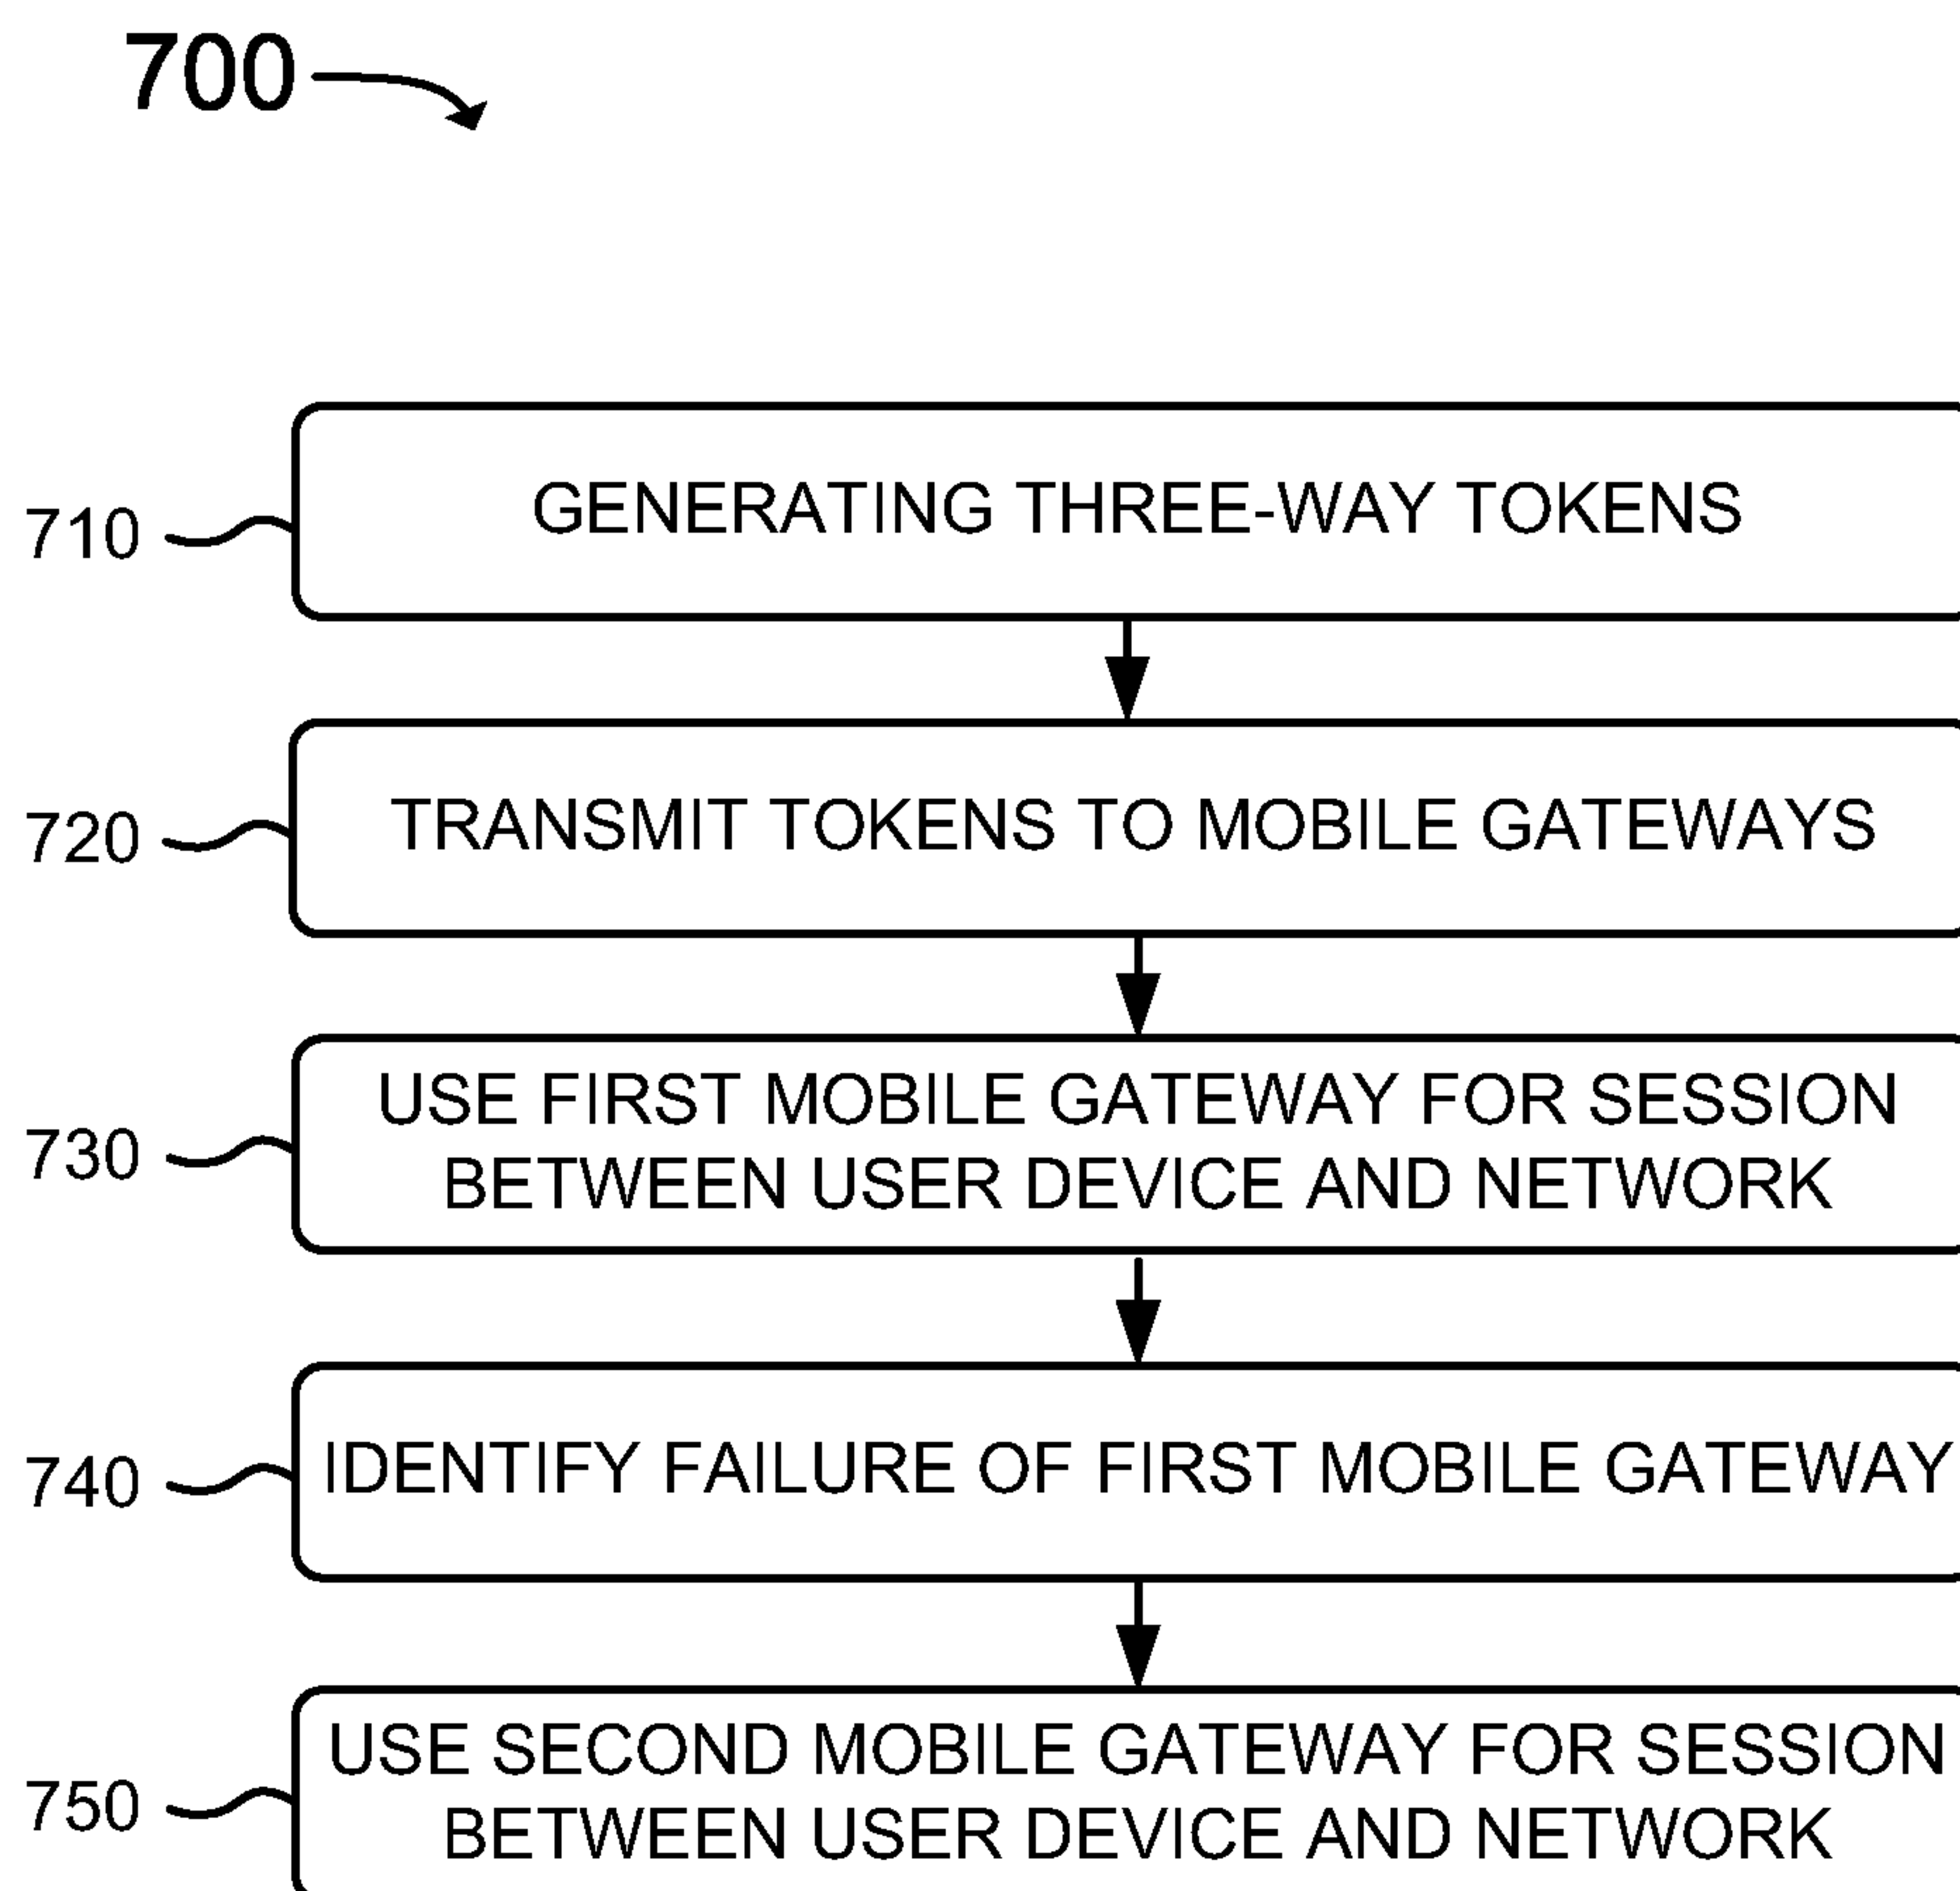 700
710
GENERATING THREE-WAY TOKENS
720
TRANSMIT TOKENS TO MOBILE GATEWAYS
730
USE FIRST MOBILE GATEWAY FOR SESSION
BETWEEN USER DEVICE AND NETWORK
740
IDENTIFY FAILURE OF FIRST MOBILE GATEWAY
750
USE SECOND MOBILE GATEWAY FOR SESSION
BETWEEN USER DEVICE AND NETWORK